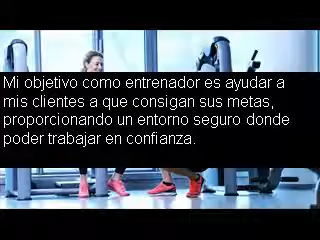 Mi objetivo como entrenador es ayudar a
mis clientes a que consigan sus metas,
proporcionando un entorno seguro donde
poder trabajar en confianza.